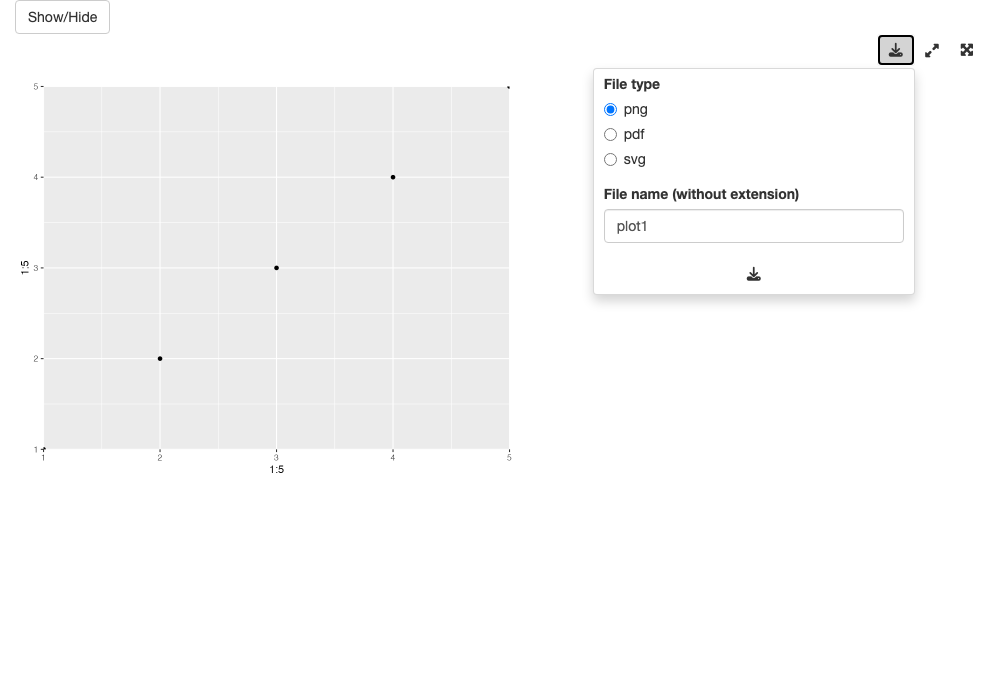 Show/Hide
File type
png
pdf
svg
File name (without extension)
plot1
5
4
3
2
1
1:5
1 2 3 4 5
1:5